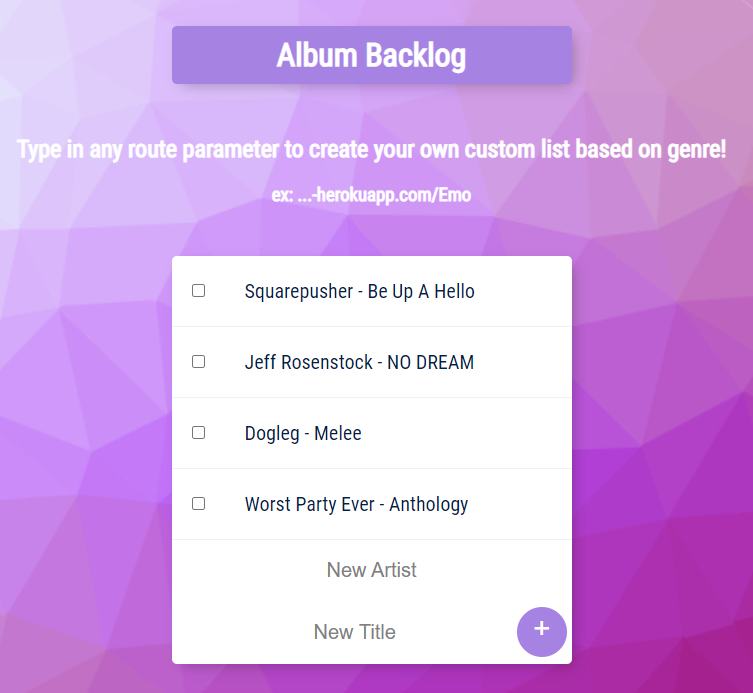 Album Backlog
Type in any route parameter to create your own custom list based on genre!
ex: ...-herokuapp.com/Emo
Squarepusher - Be Up A Hello
Jeff Rosenstock - NO DREAM
Dogleg - Melee
Worst Party Ever - Anthology
New Artist
New Title
+